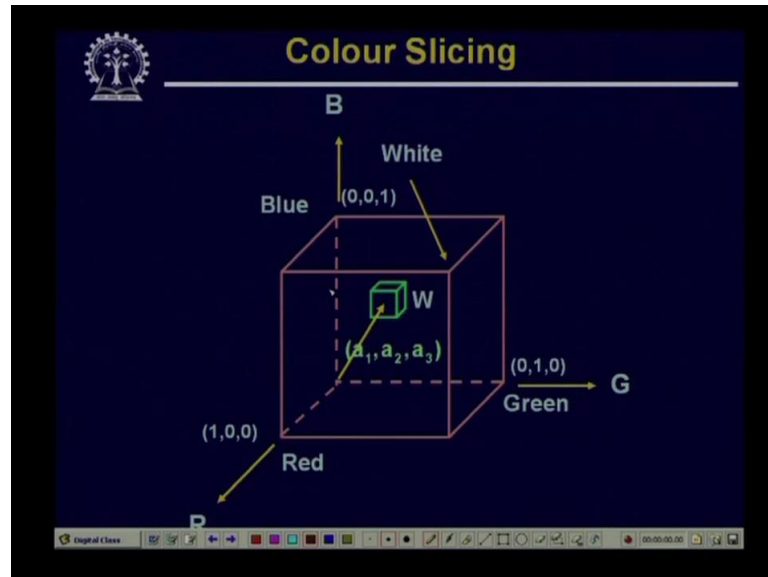 Colour Slicing
B
White
Blue
(0,0,1)
W
(a1,a2,a3)
(0,1,0)
G
Green
(1,0,0)
Red
R
Digital Class
00:00:00.00